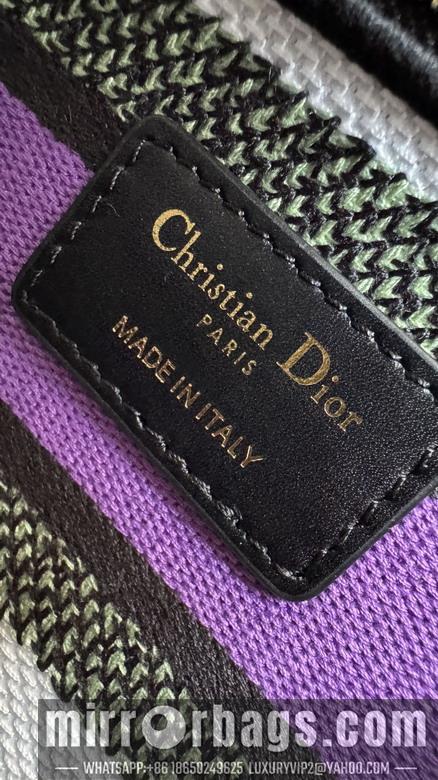 Christian Dior
PARIS
MADE IN ITALY
mirrorbags.com
WHATSAPP:+86 18650249625 LUXURYVIP2@YAHOO.COM